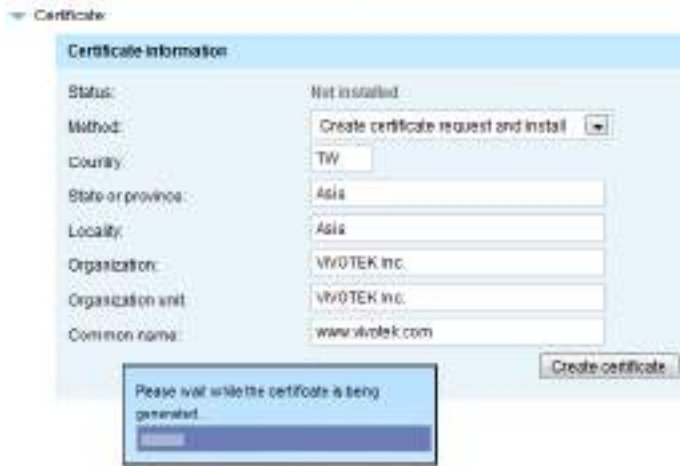 Certificate
Certificate information
Status: Not installed
Method: Create certificate request and install
Country: TW
State or province: Asia
Locality: Asia
Organization: VIVOTEK Inc.
Organization unit: VIVOTEK Inc.
Common name: www.vivotek.com
Create certificate
Please wait while the certificate is being
generated.